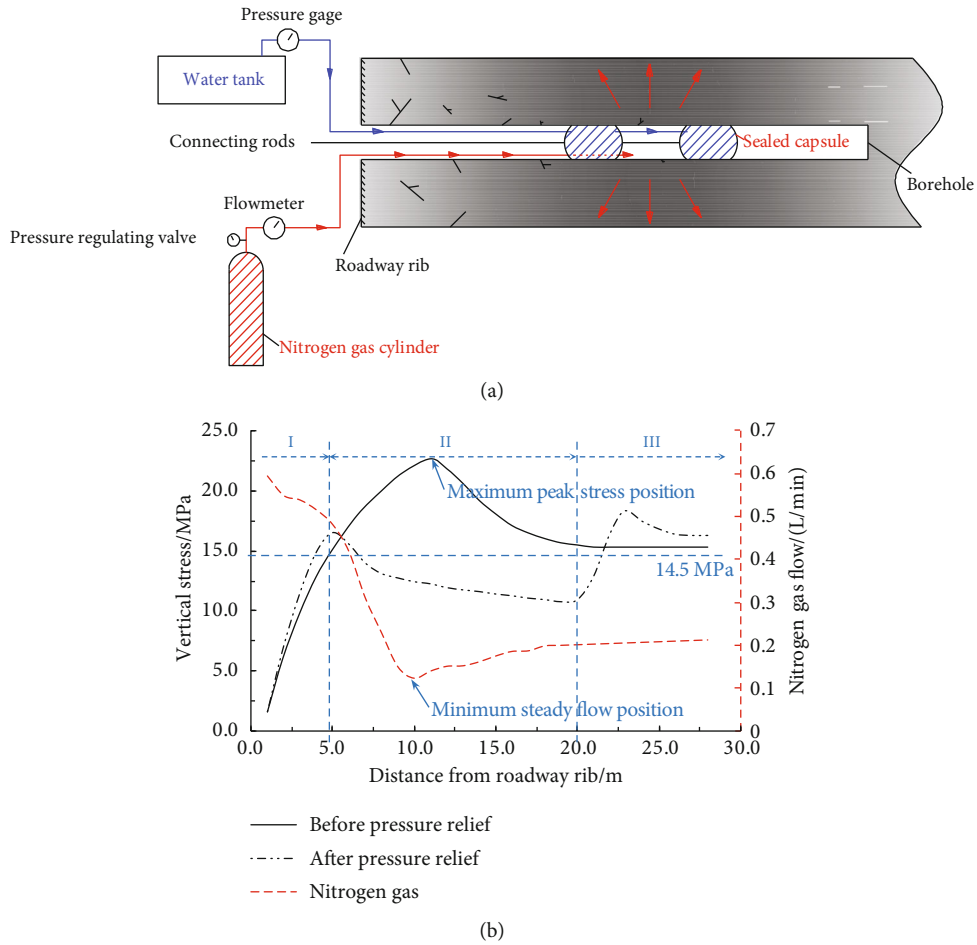 Pressure gage
Water tank
Connecting rods
Sealed capsule
Borehole
Flowmeter
Pressure regulating valve
Roadway rib
Nitrogen gas cylinder
(a)
25.0
20.0
15.0
10.0
5.0
0.0
Vertical stress/MPa
I
II
III
Maximum peak stress position
14.5 MPa
Minimum steady flow position
0.7
0.6
0.5
0.4
0.3
0.2
0.1
0
Nitrogen gas flow/(L/min)
0.0 5.0 10.0 15.0 20.0 25.0 30.0
Distance from roadway rib/m
Before pressure relief
After pressure relief
Nitrogen gas
(b)